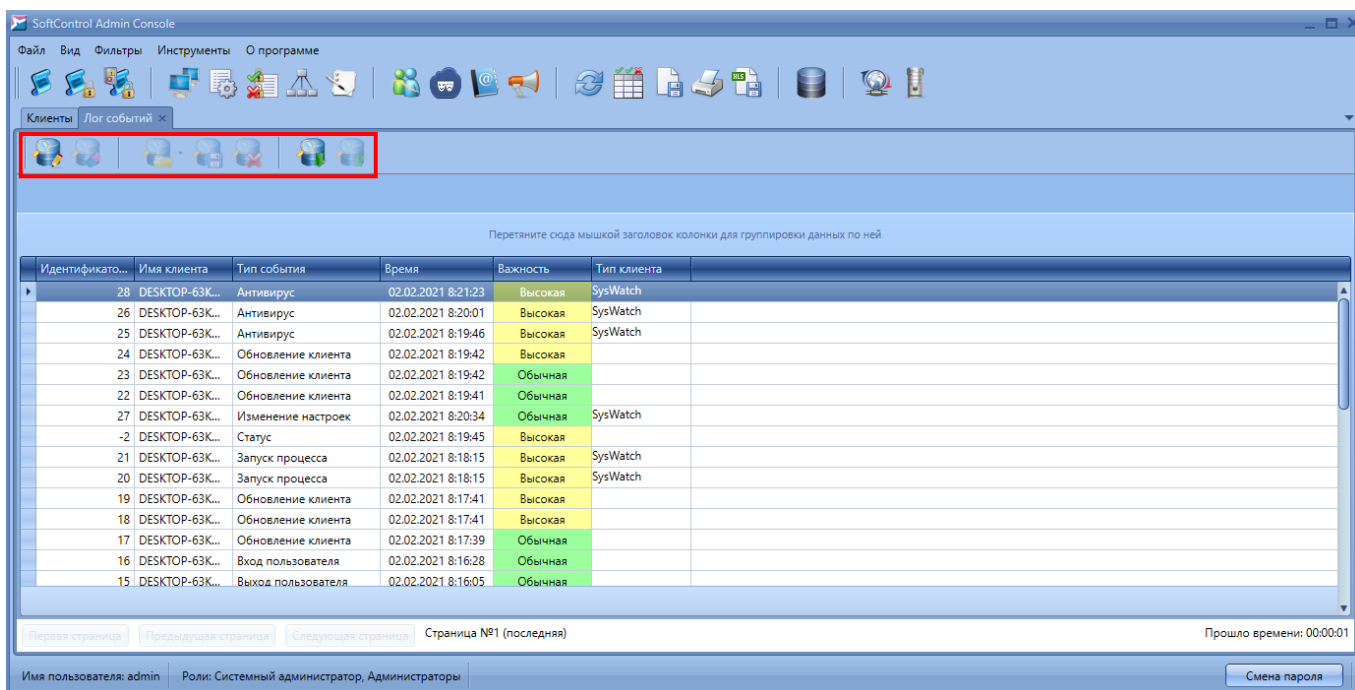 SoftControl Admin Console
Файл Вид Фильтры Инструменты О программе
XLS
Клиенты Лог событий
Перетяните сюда мышкой заголовок колонки для группировки данных по ней
Идентификато... Имя клиента Тип события Время Важность Тип клиента
28 DESKTOP-63K... Антивирус 02.02.2021 8:21:23 Высокая SysWatch
26 DESKTOP-63K... Антивирус 02.02.2021 8:20:01 Высокая SysWatch
25 DESKTOP-63K... Антивирус 02.02.2021 8:19:46 Высокая SysWatch
24 DESKTOP-63K... Обновление клиента 02.02.2021 8:19:42 Высокая
23 DESKTOP-63K... Обновление клиента 02.02.2021 8:19:42 Обычная
22 DESKTOP-63K... Обновление клиента 02.02.2021 8:19:41 Обычная
27 DESKTOP-63K... Изменение настроек 02.02.2021 8:20:34 Обычная SysWatch
-2 DESKTOP-63K... Статус 02.02.2021 8:19:45 Высокая
21 DESKTOP-63K... Запуск процесса 02.02.2021 8:18:15 Высокая SysWatch
20 DESKTOP-63K... Запуск процесса 02.02.2021 8:18:15 Высокая SysWatch
19 DESKTOP-63K... Обновление клиента 02.02.2021 8:17:41 Высокая
18 DESKTOP-63K... Обновление клиента 02.02.2021 8:17:41 Высокая
17 DESKTOP-63K... Обновление клиента 02.02.2021 8:17:39 Обычная
16 DESKTOP-63K... Вход пользователя 02.02.2021 8:16:28 Обычная
15 DESKTOP-63K... Выход пользователя 02.02.2021 8:16:05 Обычная
Первая страница Предыдущая страница Следующая страница Страница №1 (последняя) Прошло времени: 00:00:01
Имя пользователя: admin Роли: Системный администратор, Администраторы Смена пароля